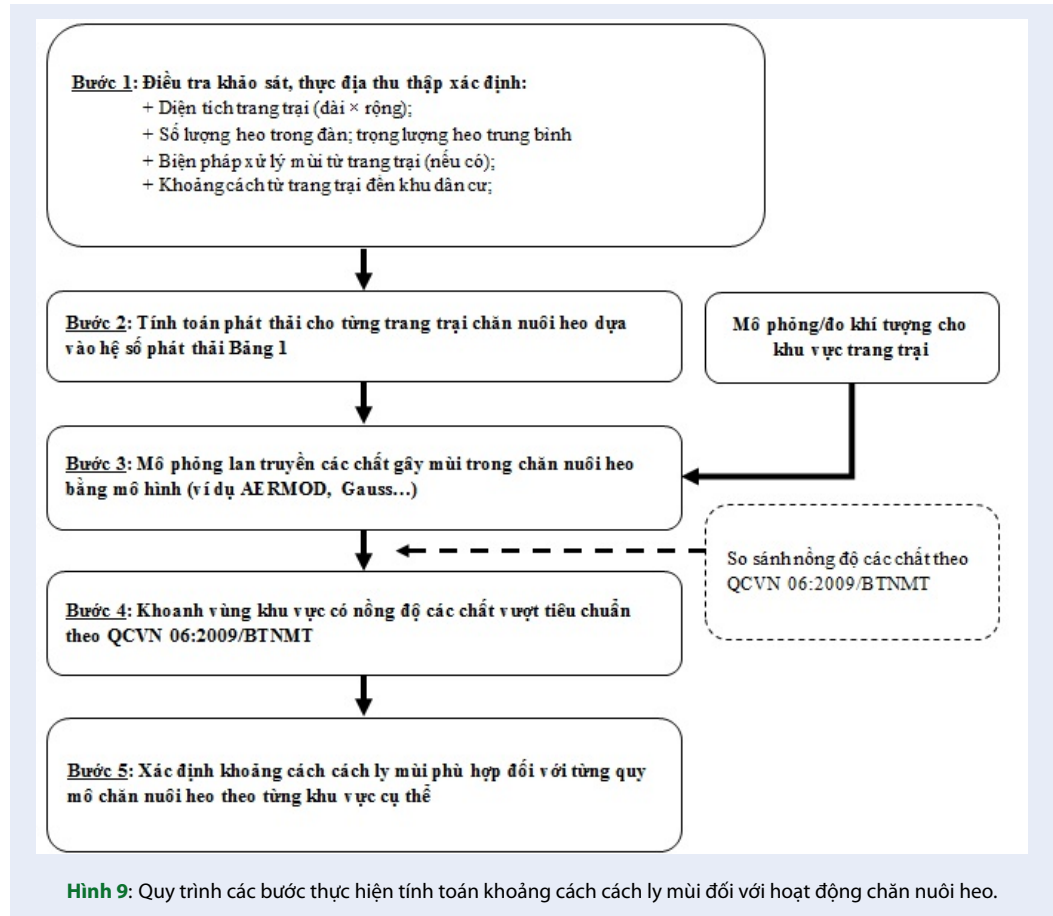 Bước 1: Điều tra khảo sát, thực địa thu thập xác định:
+ Diện tích trang trại (dài × rộng);
+ Số lượng heo trong đàn; trọng lượng heo trung bình
+ Biện pháp xử lý mùi từ trang trại (nếu có);
+ Khoảng cách từ trang trại đến khu dân cư;
Bước 2: Tính toán phát thải cho từng trang trại chăn nuôi heo dựa
vào hệ số phát thải Bảng 1
Mô phỏng/đo khí tượng cho
khu vực trang trại
Bước 3: Mô phỏng lan truyền các chất gây mùi trong chăn nuôi heo
bằng mô hình (ví dụ AERMOD, Gauss...)
So sánh nồng độ các chất theo
QCVN 06:2009/BTNMT
Bước 4: Khoanh vùng khu vực có nồng độ các chất vượt tiêu chuẩn
theo QCVN 06:2009/BTNMT
Bước 5: Xác định khoảng cách cách ly mùi phù hợp đối với từng quy
mô chăn nuôi heo theo từng khu vực cụ thể
Hình 9: Quy trình các bước thực hiện tính toán khoảng cách cách ly mùi đối với hoạt động chăn nuôi heo.